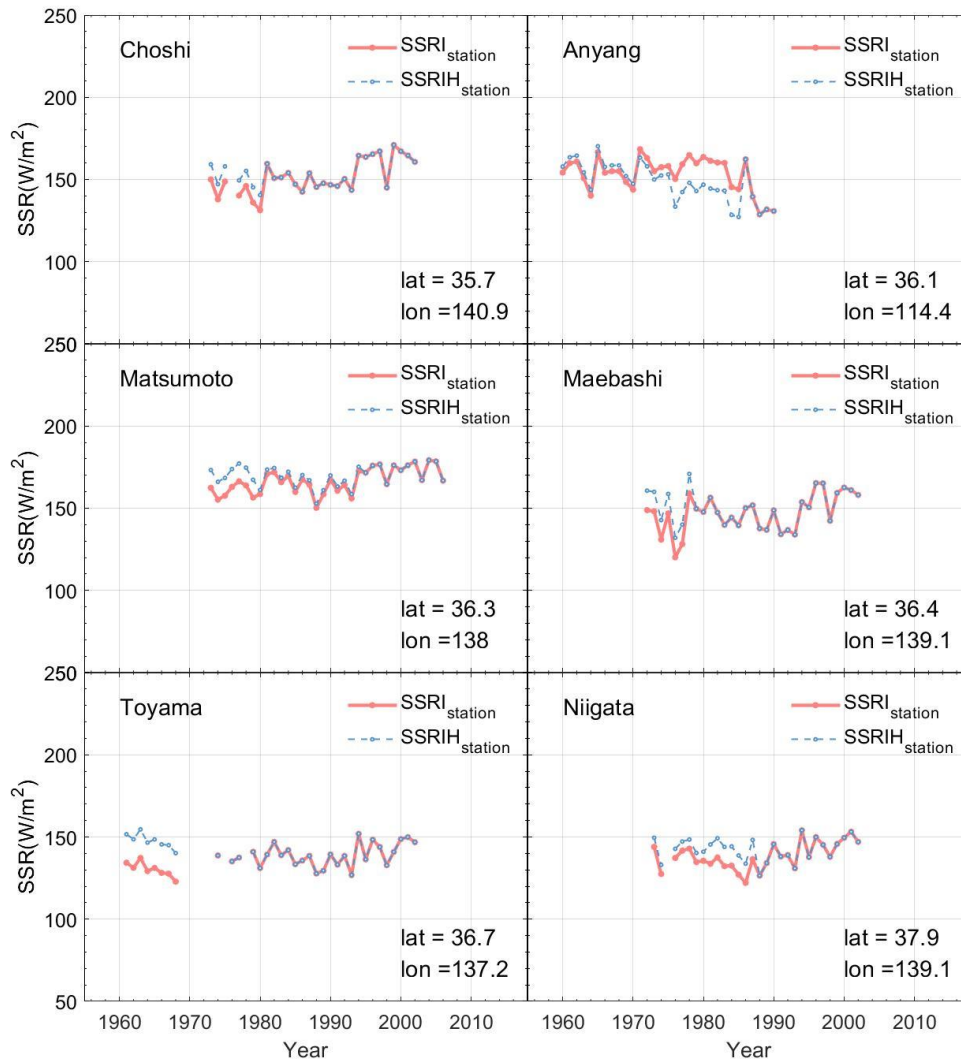 250
Choshi
SSRI station
SSRIH station
Anyang
SSRI station
SSRIH station
200
150
100
SSR(W/m²)
lat = 35.7
lon =140.9
lat = 36.1
lon =114.4
250
Matsumoto
SSRI station
SSRIH station
Maebashi
SSRI station
SSRIH station
200
150
100
SSR(W/m²)
lat = 36.3
lon =138
lat = 36.4
lon =139.1
250
Toyama
SSRI station
SSRIH station
Niigata
SSRI station
SSRIH station
200
150
100
50
SSR(W/m²)
lat = 36.7
lon =137.2
lat = 37.9
lon =139.1
1960 1970 1980 1990 2000 2010
1960 1970 1980 1990 2000 2010
Year
Year